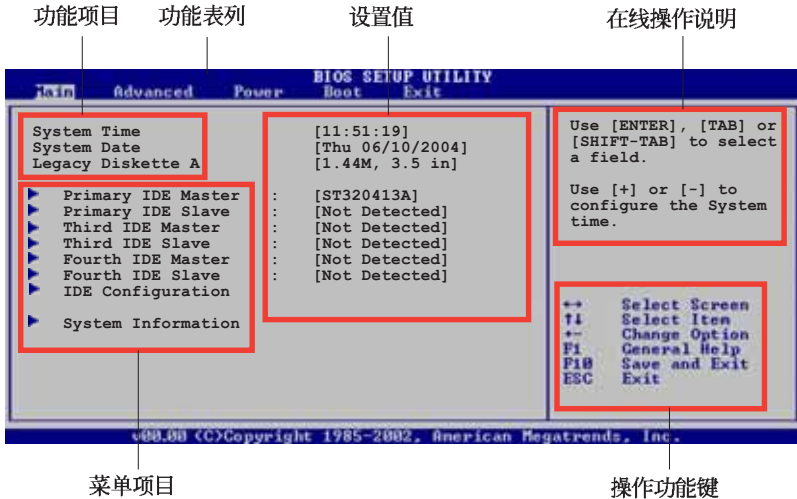 功能项目 功能表列 设置值 在线操作说明
BIOS SETUP UTILITY
Main Advanced Power Boot Exit
System Time [11:51:19]
System Date [Thu 06/10/2004]
Legacy Diskette A [1.44M, 3.5 in]
Primary IDE Master : [ST320413A]
Primary IDE Slave : [Not Detected]
Third IDE Master : [Not Detected]
Third IDE Slave : [Not Detected]
Fourth IDE Master : [Not Detected]
Fourth IDE Slave : [Not Detected]
IDE Configuration
System Information
Use [ENTER], [TAB] or
[SHIFT-TAB] to select
a field.
Use [+] or [-] to
configure the System
time.
↔ Select Screen
↑↓ Select Item
+- Change Option
F1 General Help
F10 Save and Exit
ESC Exit
v00.00 (C)Copyright 1985-2002, American Megatrends, Inc.
菜单项目 操作功能键